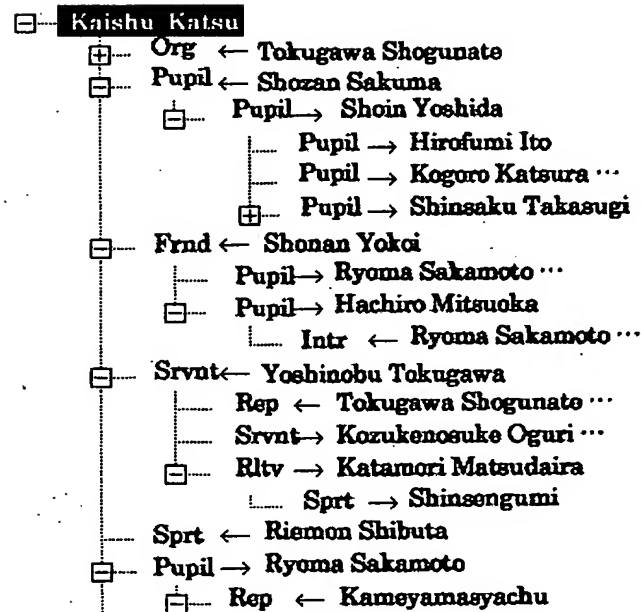 Kaishu Katsu
Org ← Tokugawa Shogunate
Pupil ← Shozan Sakuma
Pupil → Shoin Yoshida
Pupil → Hirofumi Ito
Pupil → Kogoro Katsura ···
Pupil → Shinsaku Takasugi
Frnd ← Shonan Yokoi
Pupil → Ryoma Sakamoto ···
Pupil → Hachiro Mitsuoka
Intr ← Ryoma Sakamoto ···
Srvnt ← Yoshinobu Tokugawa
Rep ← Tokugawa Shogunate ···
Srvnt → Kozukenosuke Oguri ···
Rltv → Katamori Matsudaira
Sprt → Shinsengumi
Sprt ← Riemon Shibuta
Pupil → Ryoma Sakamoto
Rep ← Kameyamasyachu